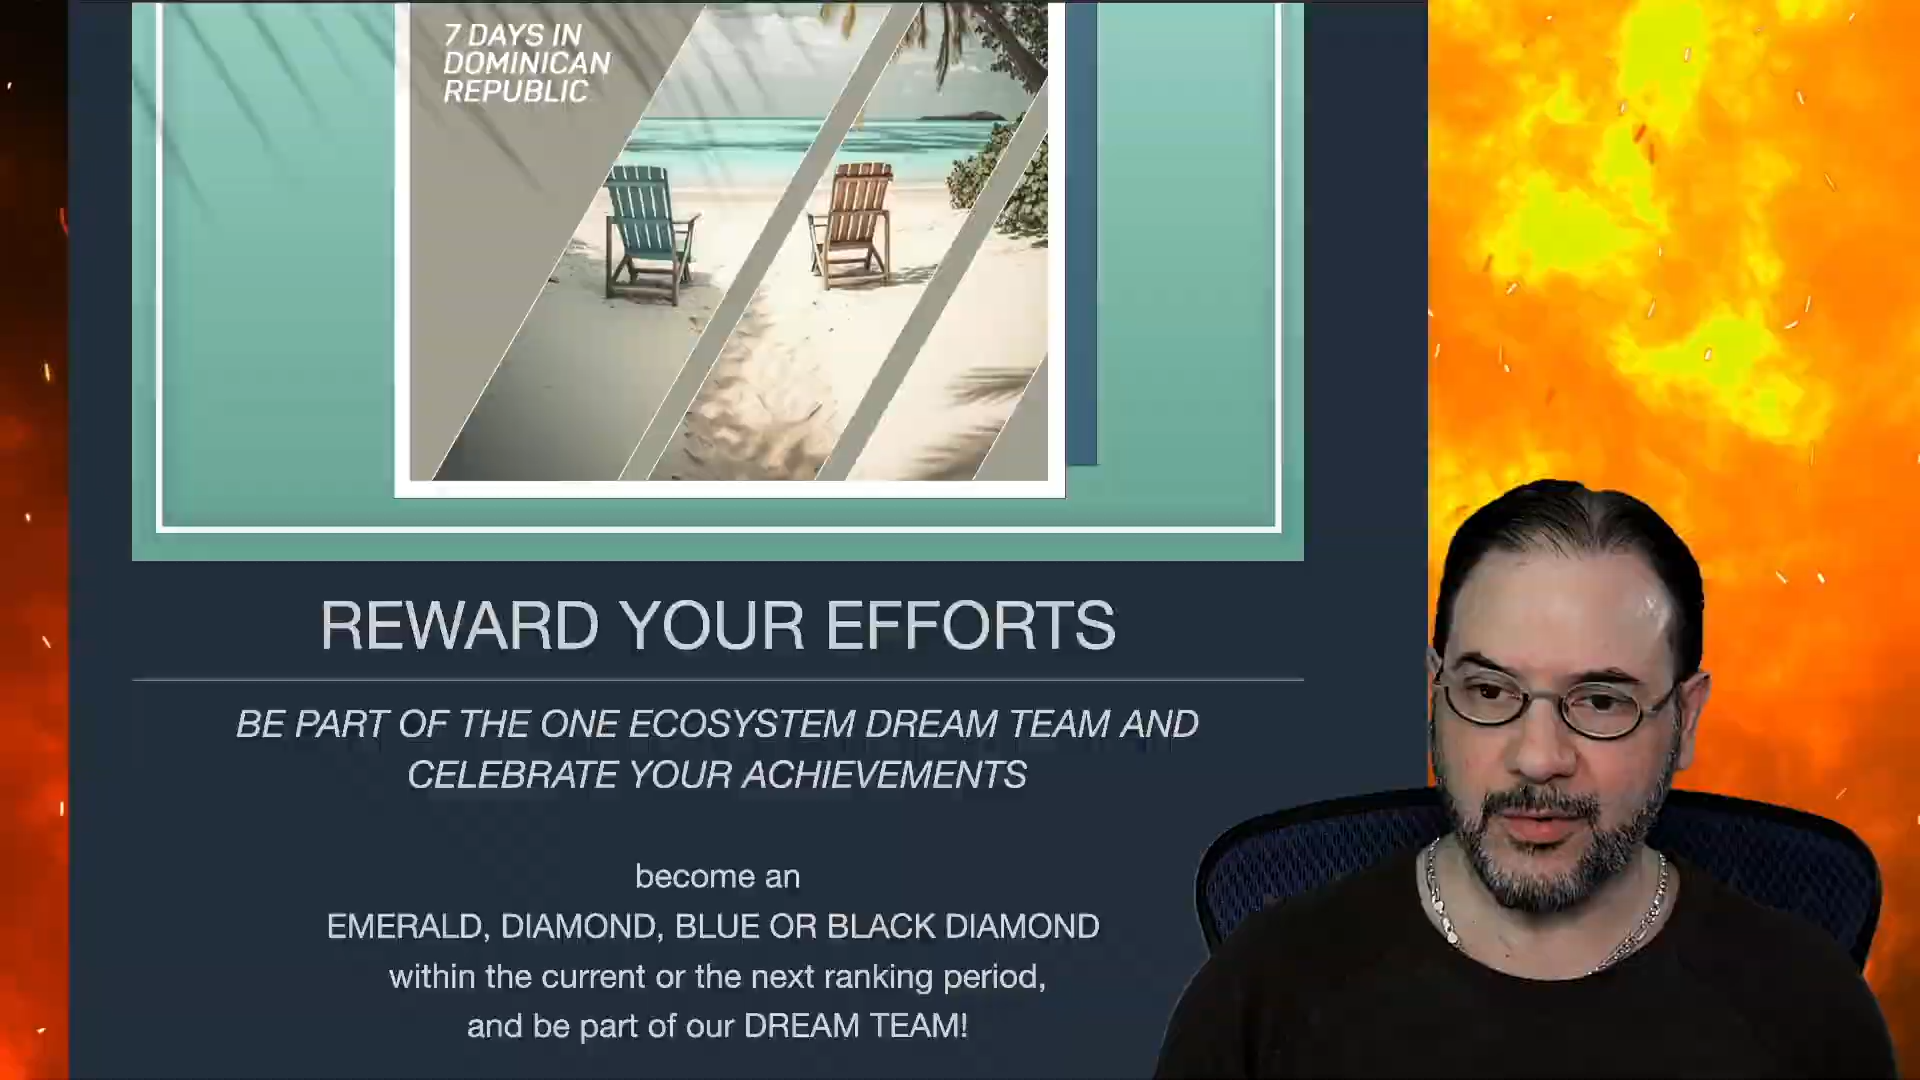 7 DAYS IN
DOMINICAN
REPUBLIC
REWARD YOUR EFFORTS
BE PART OF THE ONE ECOSYSTEM DREAM TEAM AND
CELEBRATE YOUR ACHIEVEMENTS
become an
EMERALD, DIAMOND, BLUE OR BLACK DIAMOND
within the current or the next ranking period,
and be part of our DREAM TEAM!